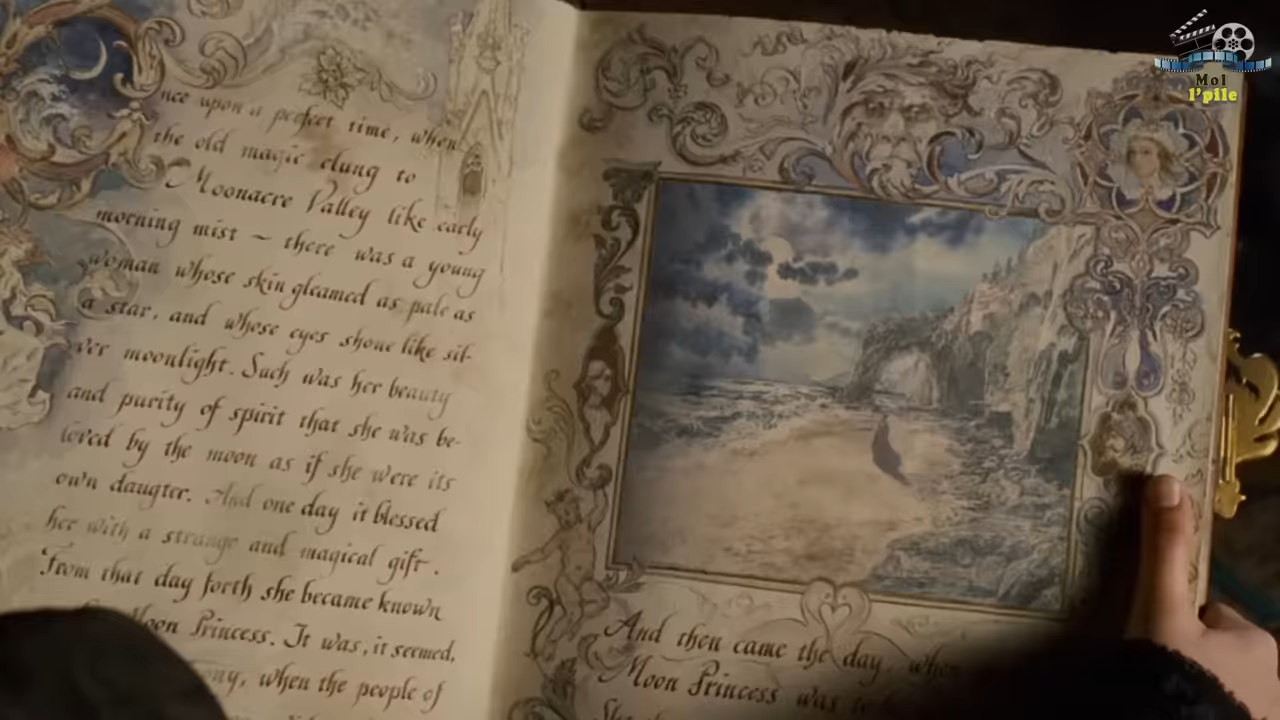 nce upon a perfect time, when
the old magic clung to
Moonacre Valley like early
morning mist – there was a young
woman whose skin gleamed as pale as
a star, and whose eyes shone like sil-
ver moonlight. Such was her beauty
and purity of spirit that she was be-
loved by the moon as if she were its
own daugter. And one day it blessed
her with a strange and magical gift.
From that day forth she became known
Moon Princess. It was, it seemed,
ony, when the people of
And then came the day, when
Moon Princess was
She
Mol
l'pile